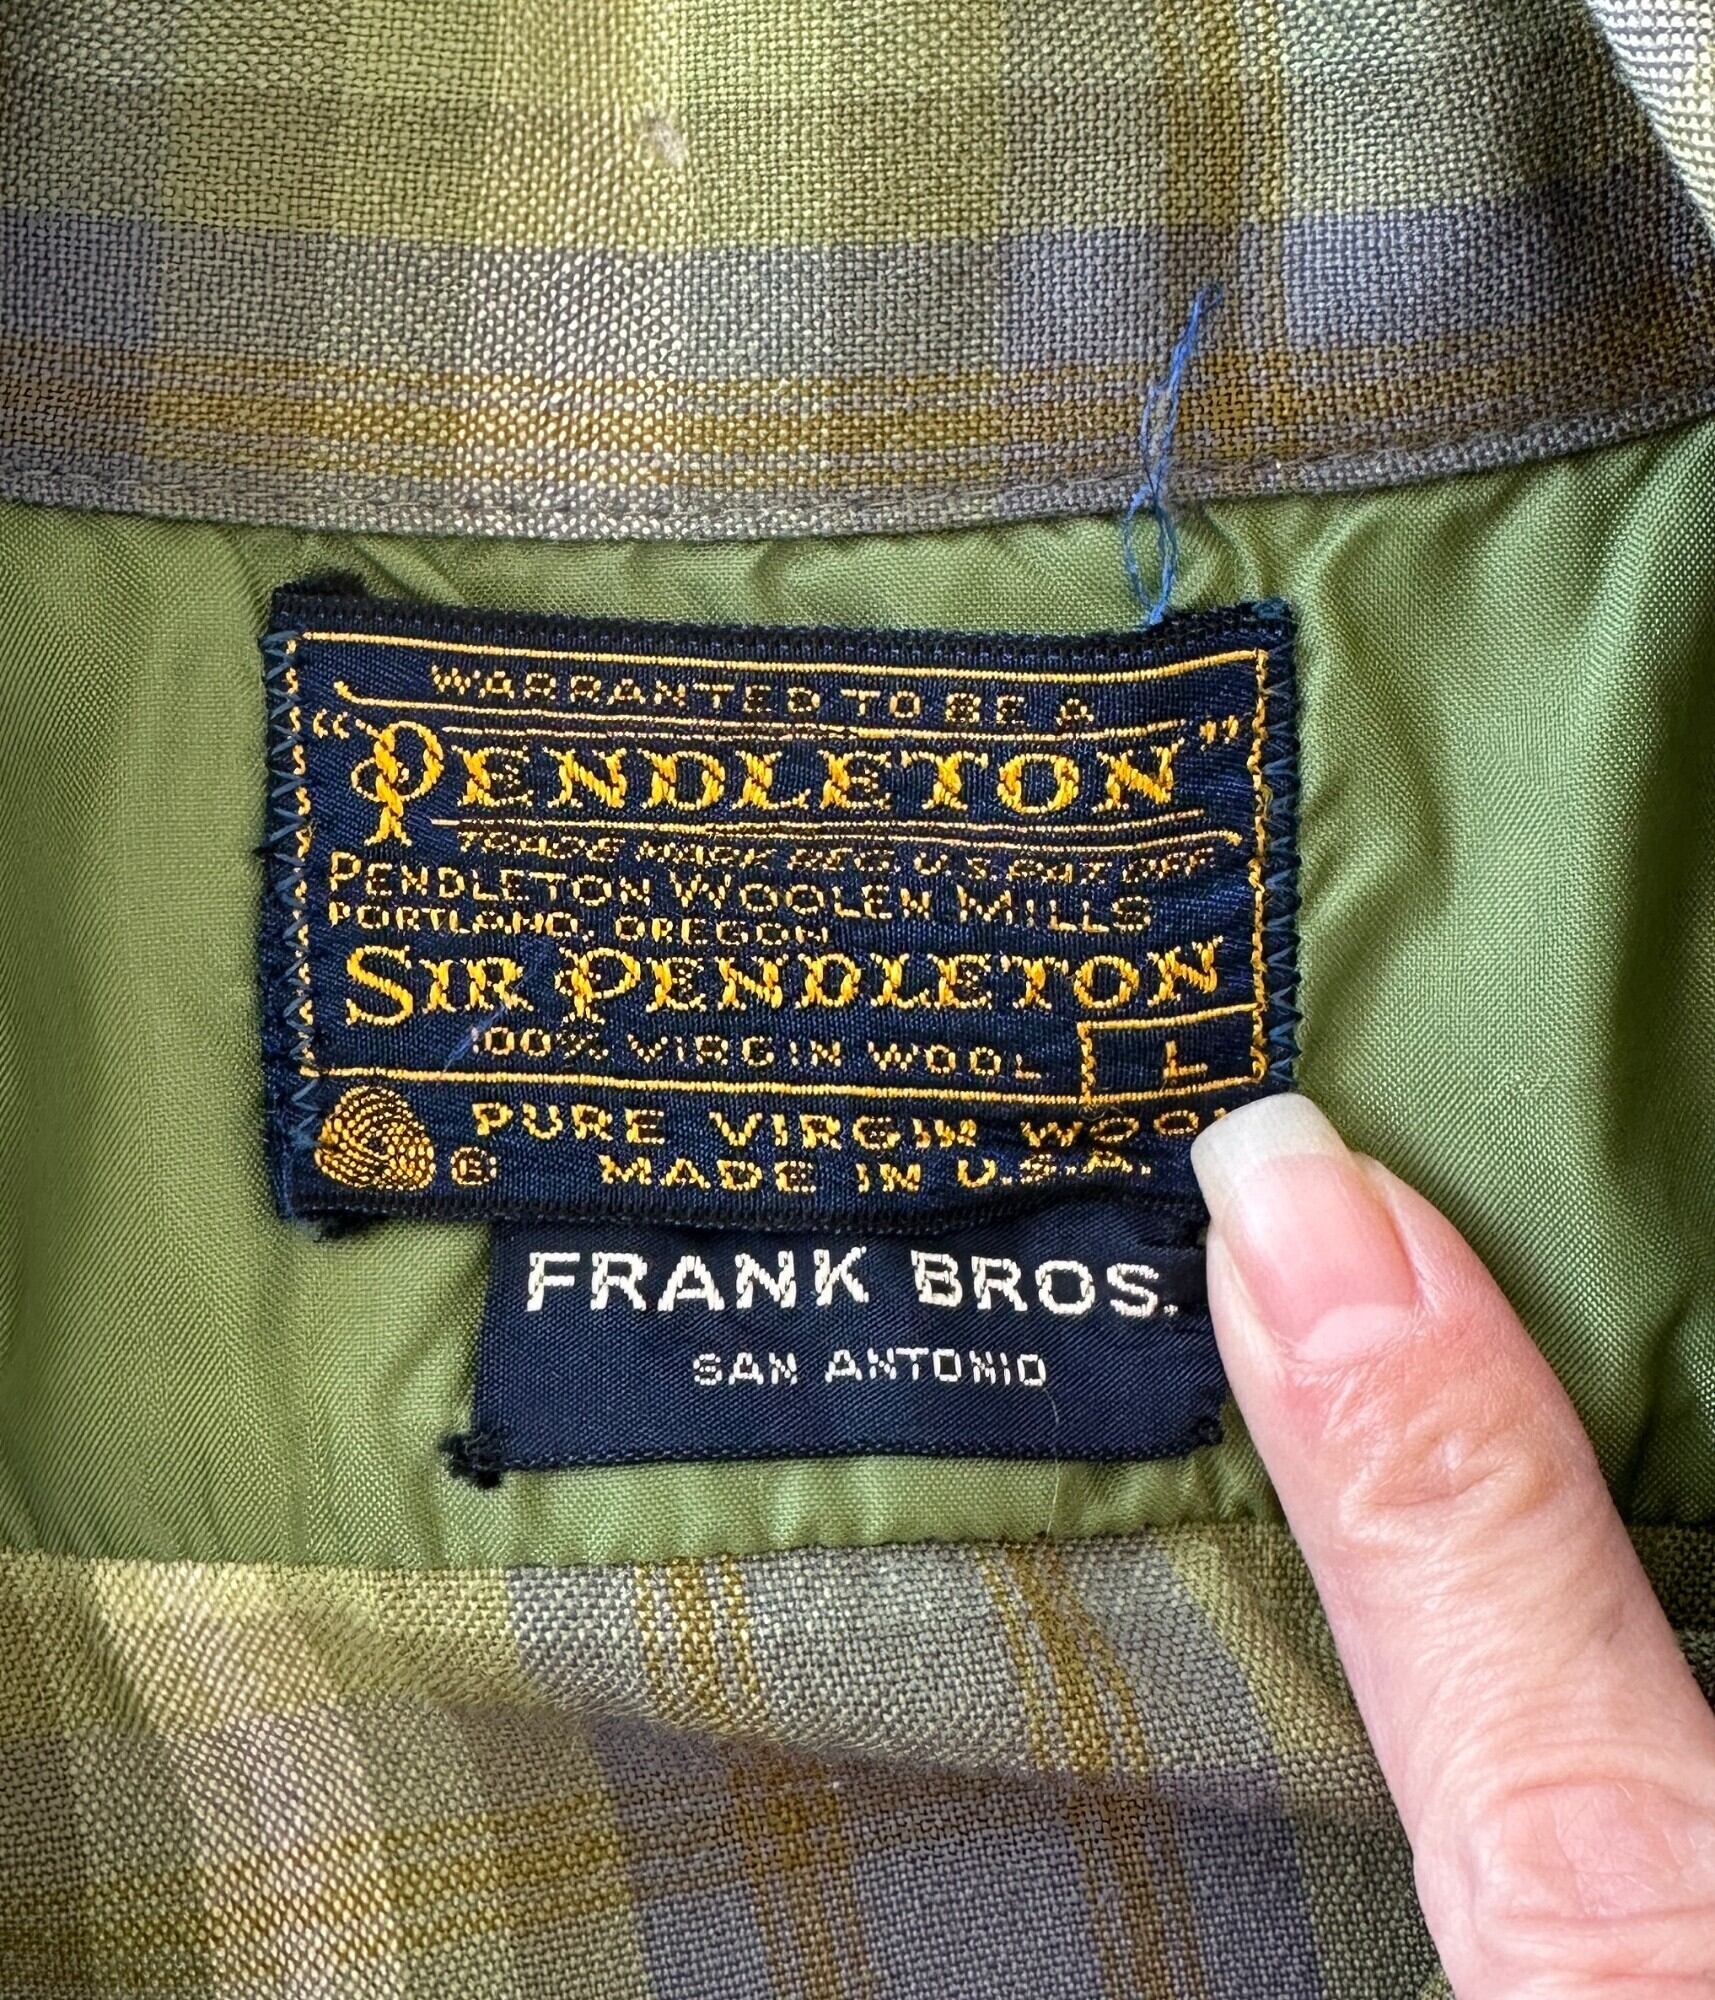 WARRANTED TO BE A
"PENDLETON"
TRADE MARK REG. U.S. PAT. OFF.
PENDLETON WOOLEN MILLS
PORTLAND, OREGON
SIR PENDLETON
100% VIRGIN WOOL L
R PURE VIRGIN WOOL
MADE IN U.S.A.
FRANK BROS.
SAN ANTONIO